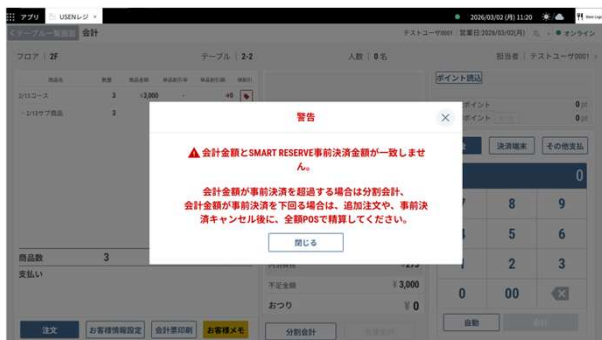 アプリ USENレジ ×
2026/03/02 (月) 11:20
会計
テストユーザ0001 営業日:2026/03/02(月) オンライン
フロア 2F テーブル 2-2 人数 0 名 担当者 テストユーザ0001
商品名 数量
2/13コース 3 ¥3,000 - ¥0
- 2/13サブ商品 3
ポイント読込
ポイント 0 pt
ポイント 0 pt
決済端末 その他支払
0
警告 ×
会計金額とSMART RESERVE事前決済金額が一致しませ
ん。
会計金額が事前決済を超過する場合は分割会計、
会計金額が事前決済を下回る場合は、追加注文や、事前決
済キャンセル後に、全額POSで精算してください。
閉じる
7 8 9
5 6
1 2 3
0 00
商品数 3
支払い
不足金額 ¥ 3,000
おつり ¥ 0
注文 お客様情報設定 会計票印刷 お客様メモ 分割会計 自動